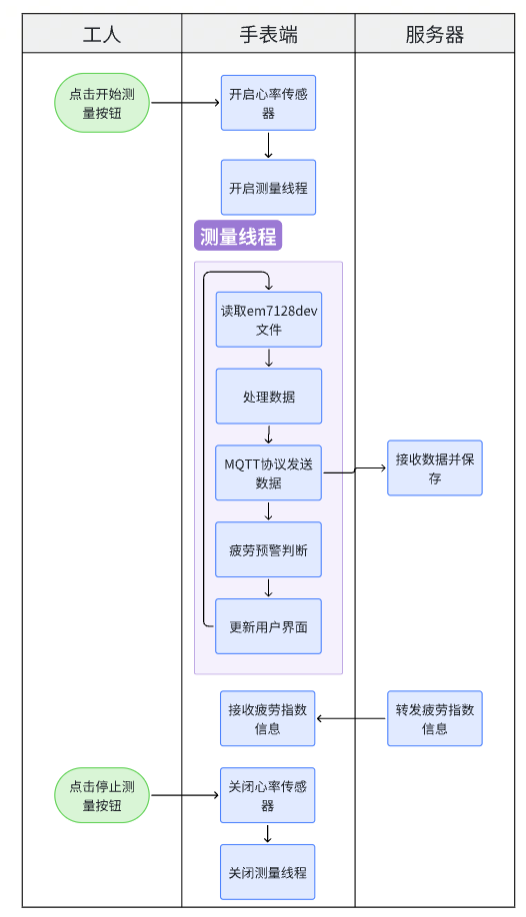 工人
手表端
服务器
点击开始测
量按钮
开启心率传感
器
开启测量线程
测量线程
读取em7128dev
文件
处理数据
MQTT协议发送
数据
接收数据并保
存
疲劳预警判断
更新用户界面
接收疲劳指数
信息
转发疲劳指数
信息
点击停止测
量按钮
关闭心率传感
器
关闭测量线程